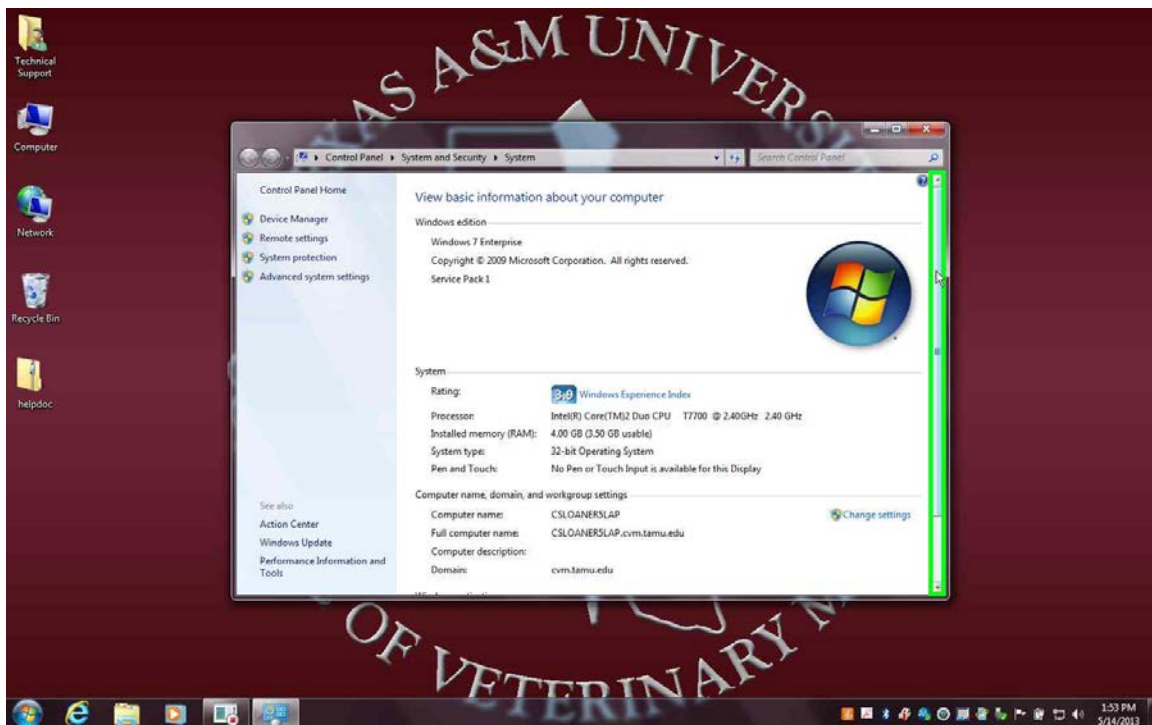 TEXAS A&M UNIVERSITY
Technical
Support
Computer
Network
Recycle Bin
helpdoc
Control Panel
System and Security
System
Search Control Panel
Control Panel Home
Device Manager
Remote settings
System protection
Advanced system settings
See also
Action Center
Windows Update
Performance Information and
Tools
View basic information about your computer
Windows edition
Windows 7 Enterprise
Copyright © 2009 Microsoft Corporation. All rights reserved.
Service Pack 1
System
Rating:
3.0 Windows Experience Index
Processor: Intel(R) Core(TM)2 Duo CPU T7700 @ 2.40GHz 2.40 GHz
Installed memory (RAM): 4.00 GB (3.50 GB usable)
System type: 32-bit Operating System
Pen and Touch: No Pen or Touch Input is available for this Display
Computer name, domain, and workgroup settings
Computer name: CSLOANER5LAP
Change settings
Full computer name: CSLOANER5LAP.cvm.tamu.edu
Computer description:
Domain: cvm.tamu.edu
OF VETERINARY
1:53 PM
5/14/2013